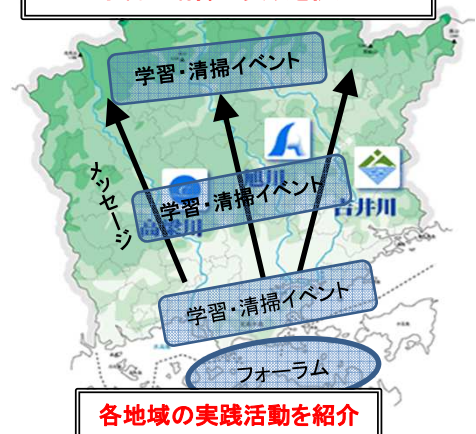 学習・清掃イベント
メッセージ
旭川
高梁川
学習・清掃イベント
吉井川
学習・清掃イベント
フォーラム
各地域の実践活動を紹介